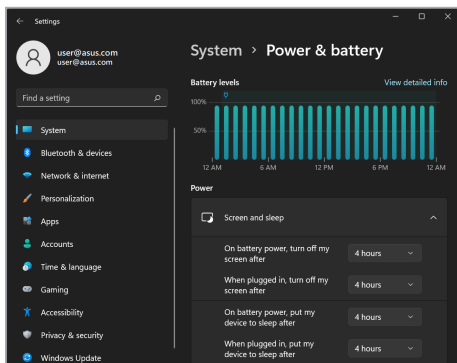 Settings
user@asus.com
user@asus.com
Find a setting
System
Bluetooth & devices
Network & internet
Personalization
Apps
Accounts
Time & language
Gaming
Accessibility
Privacy & security
Windows Update
System > Power & battery
Battery levels
View detailed info
100%
50%
12 AM 6 AM 12 PM 6 PM 12 AM
Power
Screen and sleep
On battery power, turn off my
screen after
4 hours
When plugged in, turn off my
screen after
4 hours
On battery power, put my
device to sleep after
4 hours
When plugged in, put my
device to sleep after
4 hours